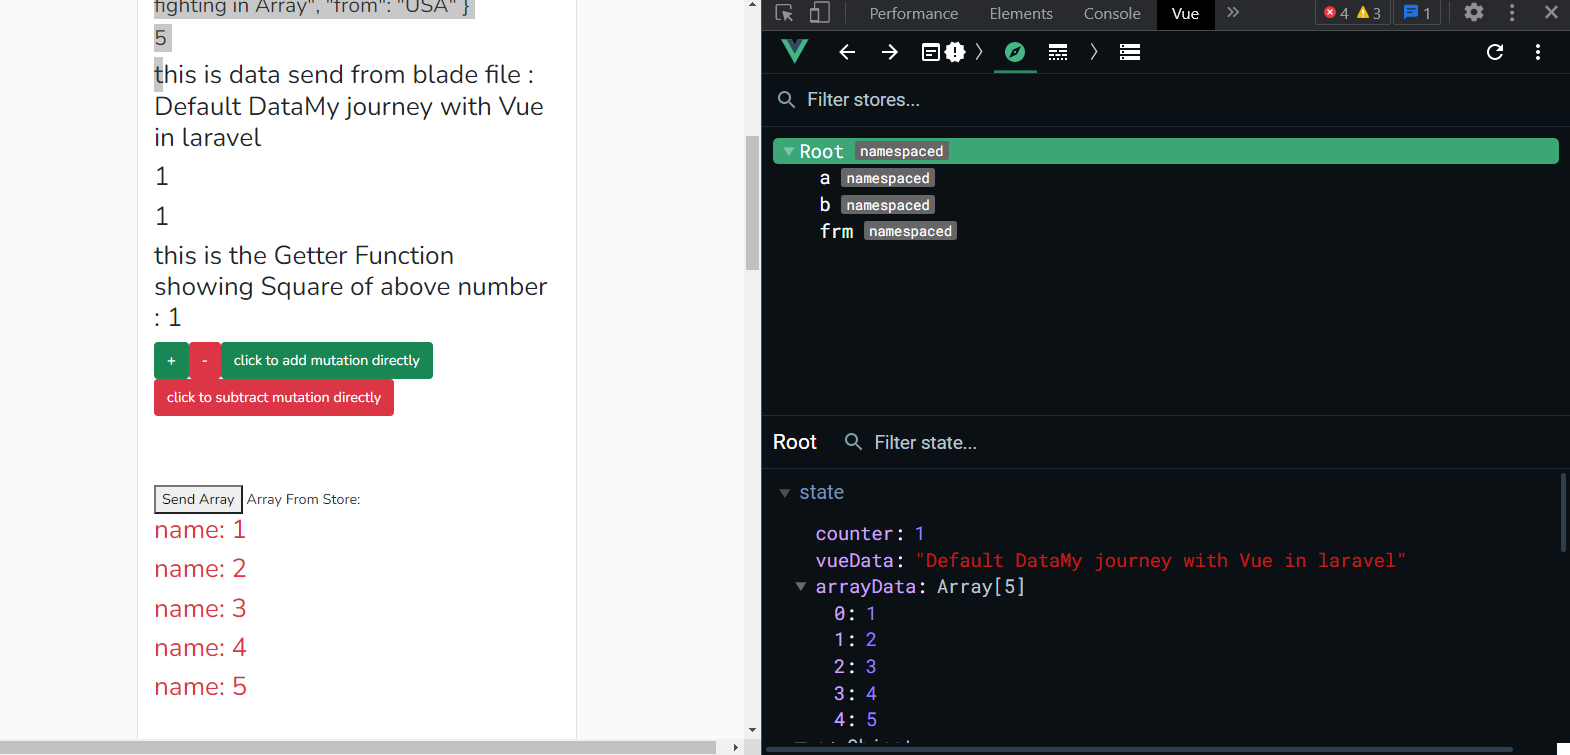 fighting in Array", "from": "USA" }
5
this is data send from blade file :
Default DataMy journey with Vue
in laravel
1
1
this is the Getter Function
showing Square of above number
: 1
+ - click to add mutation directly
click to subtract mutation directly
Send Array Array From Store:
name: 1
name: 2
name: 3
name: 4
name: 5
Performance Elements Console Vue » 4 3 1
Filter stores...
Root namespaced
a namespaced
b namespaced
frm namespaced
Root Filter state...
state
counter: 1
vueData: "Default DataMy journey with Vue in laravel"
arrayData: Array[5]
0: 1
1: 2
2: 3
3: 4
4: 5